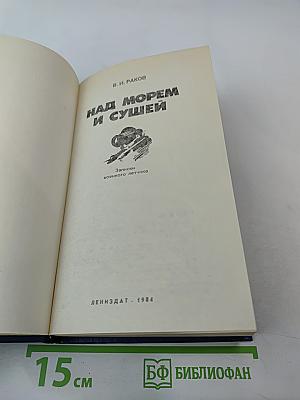 В. И. РАКОВ
НАД МОРЕМ
И СУШЕЙ
Записки
военного летчика
ЛЕНИЗДАТ · 1984
15 см
БФ БИБЛИОФАН